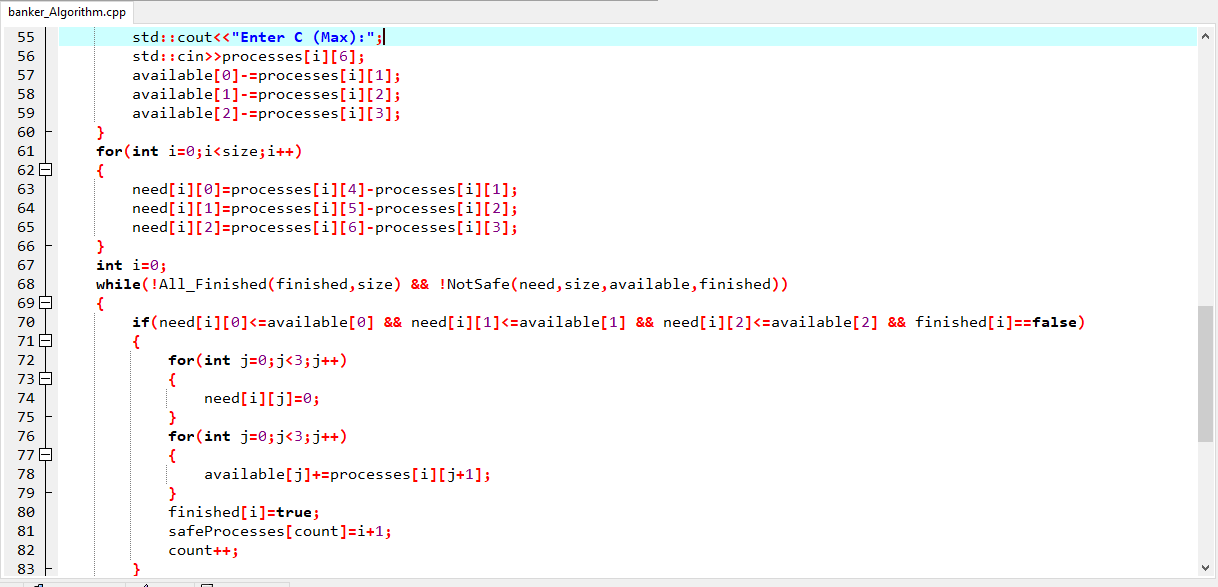 banker_Algorithm.cpp
55 std::cout<<"Enter C (Max):";
56 std::cin>>processes[i][6];
57 available[0]-=processes[i][1];
58 available[1]-=processes[i][2];
59 available[2]-=processes[i][3];
60 }
61 for(int i=0;i<size;i++)
62 {
63 need[i][0]=processes[i][4]-processes[i][1];
64 need[i][1]=processes[i][5]-processes[i][2];
65 need[i][2]=processes[i][6]-processes[i][3];
66 }
67 int i=0;
68 while(!All_Finished(finished,size) && !NotSafe(need,size,available,finished))
69 {
70 if(need[i][0]<=available[0] && need[i][1]<=available[1] && need[i][2]<=available[2] && finished[i]==false)
71 {
72 for(int j=0;j<3;j++)
73 {
74 need[i][j]=0;
75 }
76 for(int j=0;j<3;j++)
77 {
78 available[j]+=processes[i][j+1];
79 }
80 finished[i]=true;
81 safeProcesses[count]=i+1;
82 count++;
83 }